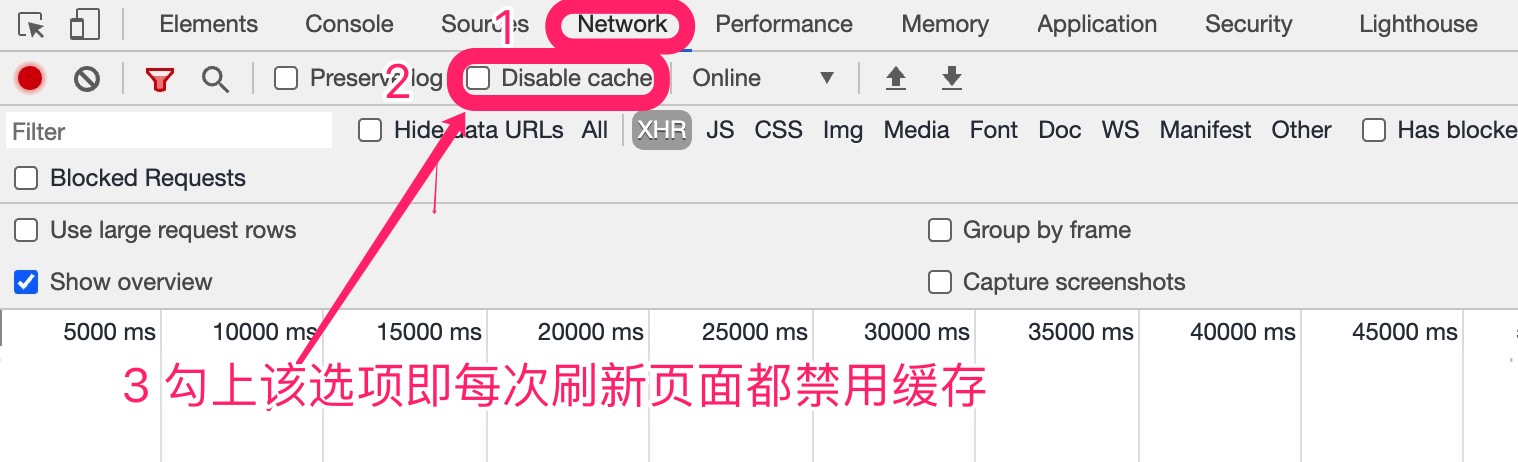 Elements Console Sources Network Performance Memory Application Security Lighthouse
1
Preserve log Disable cache Online
2
Filter Hide data URLs All XHR JS CSS Img Media Font Doc WS Manifest Other Has blocke
Blocked Requests
Use large request rows Group by frame
Show overview Capture screenshots
5000 ms 10000 ms 15000 ms 20000 ms 25000 ms 30000 ms 35000 ms 40000 ms 45000 ms
3 勾上该选项即每次刷新页面都禁用缓存